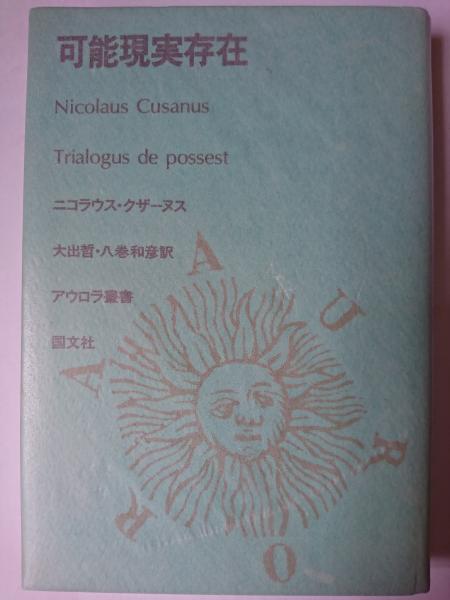 可能現実存在
Nicolaus Cusanus
Trialogus de possest
ニコラウス・クザーヌス
大出哲・八巻和彦訳
アウロラ叢書
国文社
AURORA